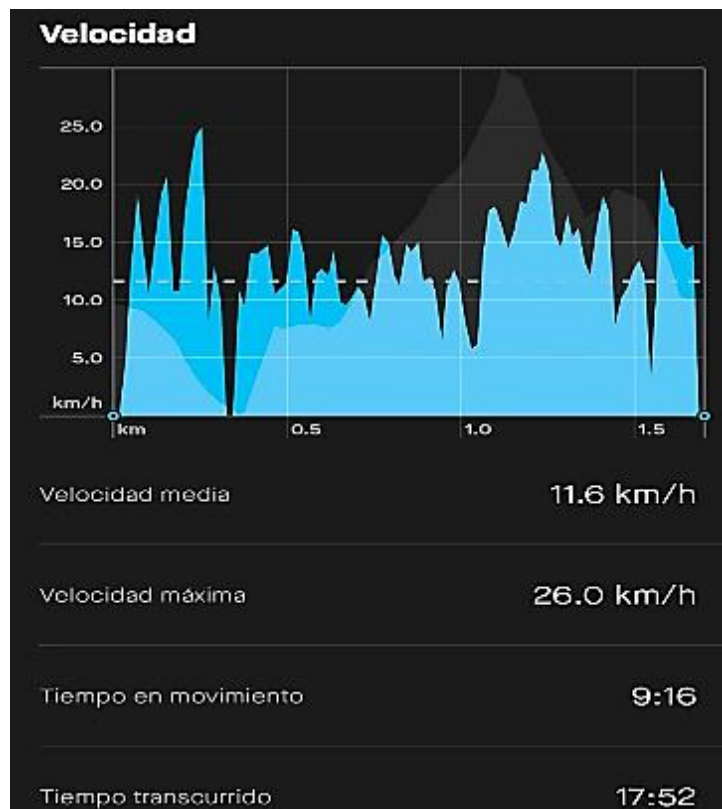 Velocidad
25.0
20.0
15.0
10.0
5.0
km/h
km 0.5 1.0 1.5
Velocidad media 11.6 km/h
Velocidad máxima 26.0 km/h
Tiempo en movimiento 9:16
Tiempo transcurrido 17:52